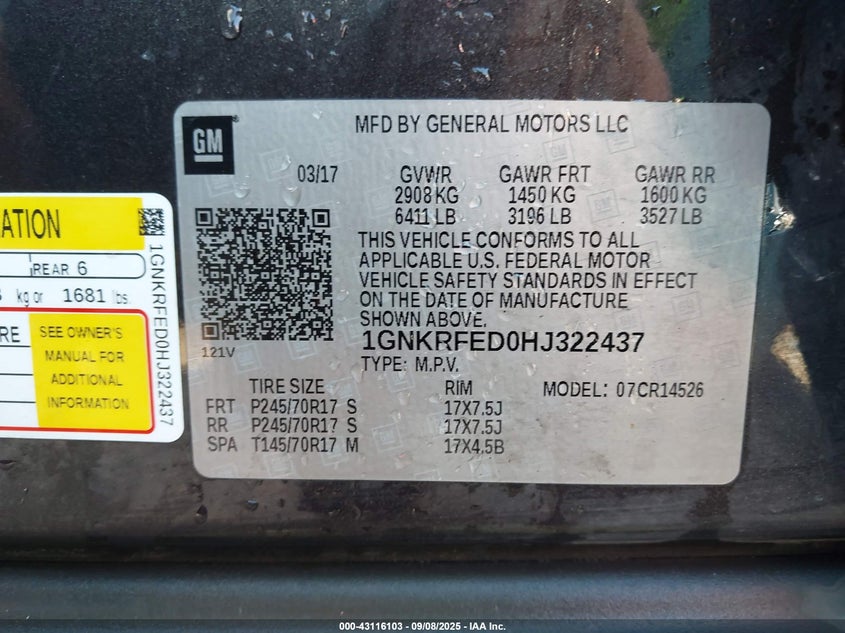 GM
MFD BY GENERAL MOTORS LLC
03/17 GVWR GAWR FRT GAWR RR
2908 KG 1450 KG 1600 KG
6411 LB 3196 LB 3527 LB
THIS VEHICLE CONFORMS TO ALL
APPLICABLE U.S. FEDERAL MOTOR
VEHICLE SAFETY STANDARDS IN EFFECT
ON THE DATE OF MANUFACTURE
SHOWN ABOVE.
1GNKRFED0HJ322437
121V
TYPE: M.P.V.
TIRE SIZE RIM MODEL: 07CR14526
FRT P245/70R17 S 17X7.5J
RR P245/70R17 S 17X7.5J
SPA T145/70R17 M 17X4.5B
ATION
REAR 6
kg or 1681 lbs.
RE
SEE OWNER'S
MANUAL FOR
ADDITIONAL
INFORMATION
1GNKRFED0HJ322437
000-43116103 - 09/08/2025 - IAA Inc.